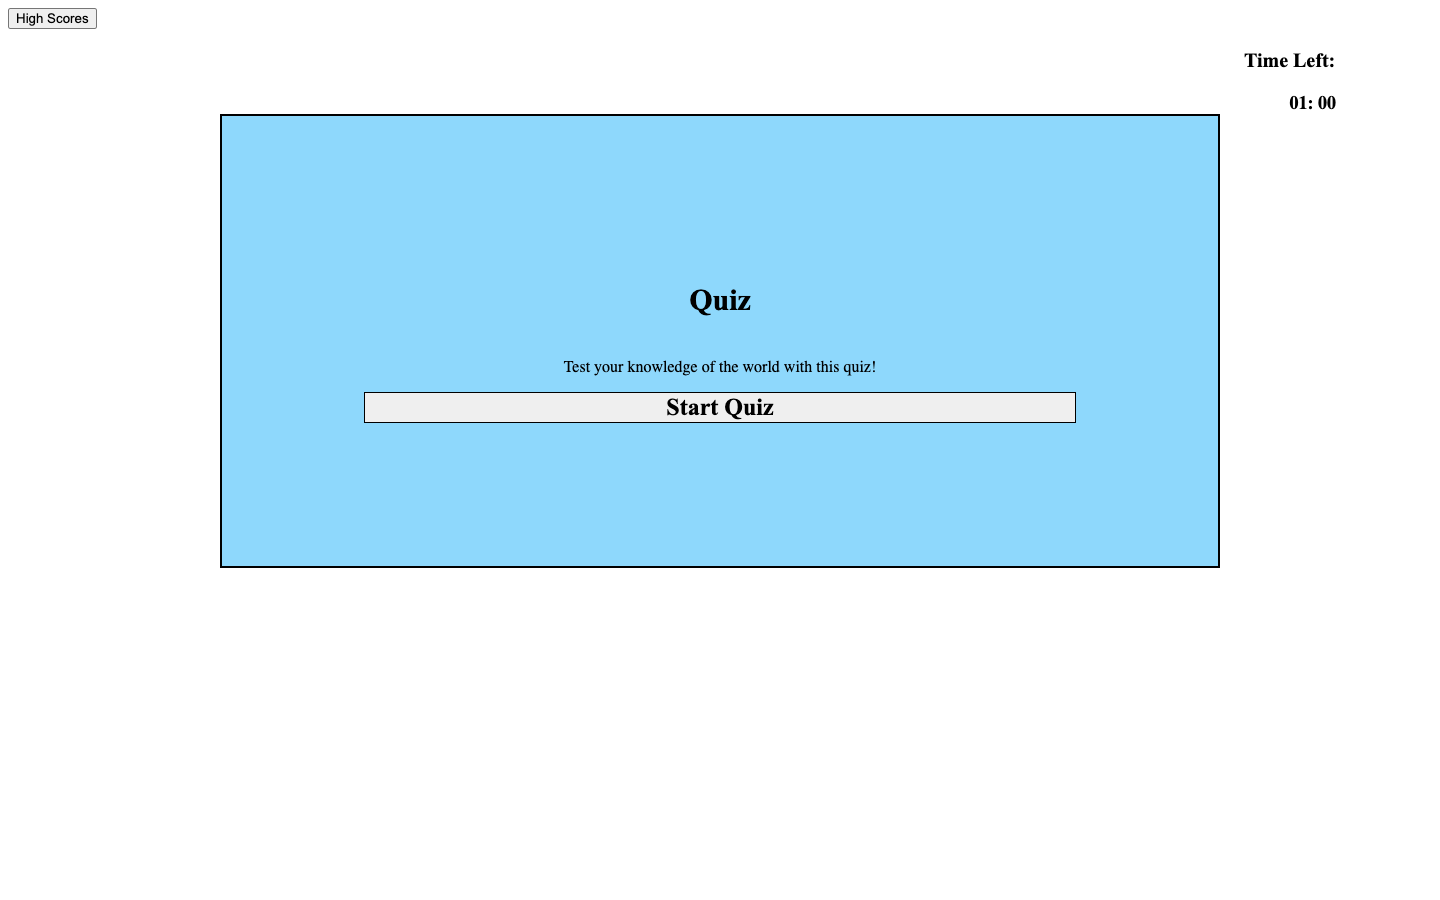 High Scores
Time Left:
01: 00
Quiz
Test your knowledge of the world with this quiz!
Start Quiz